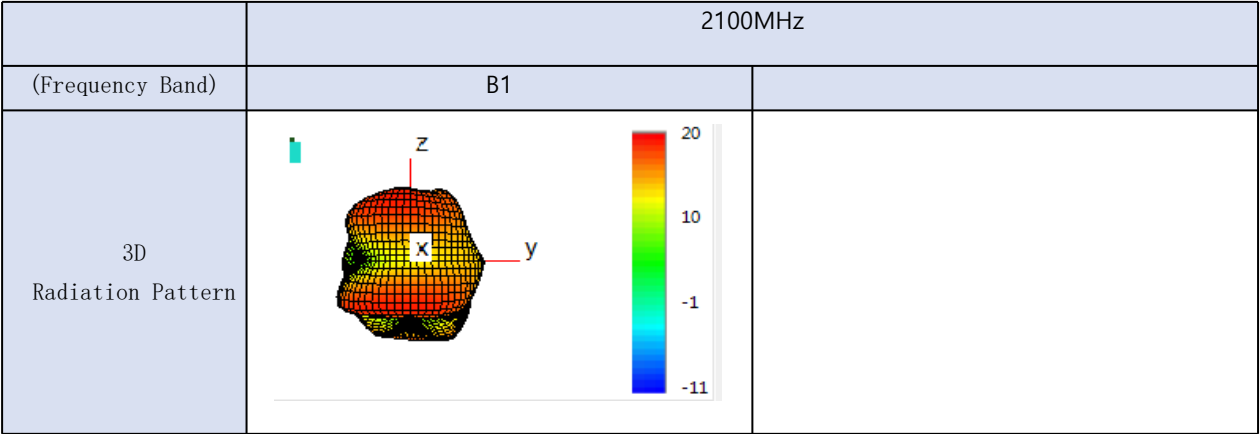 2100MHz
(Frequency Band)
B1
3D
Radiation Pattern
z
x
y
20
10
-1
-11